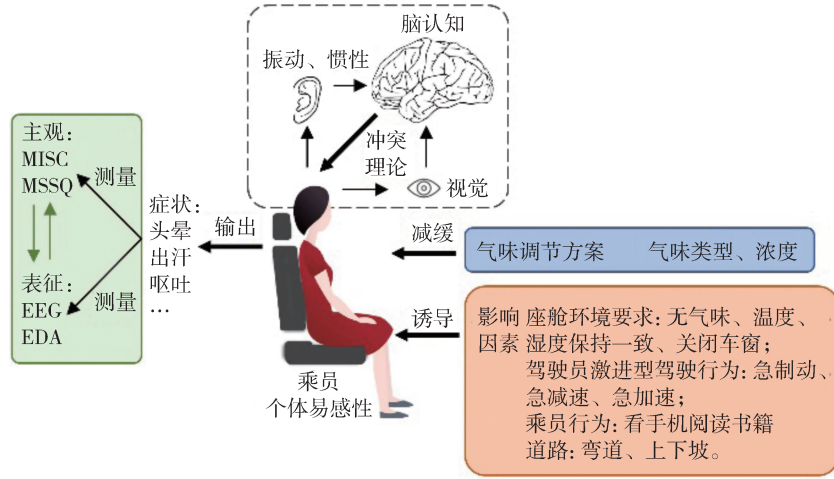 脑认知
振动、惯性
冲突
理论
视觉
主观：
MISC
MSSQ
测量
表征：
EEG
EDA
测量
症状：
头晕
出汗
呕吐
…
输出
减缓
诱导
乘员
个体易感性
气味调节方案 气味类型、浓度
影响 座舱环境要求：无气味、温度、
因素 湿度保持一致、关闭车窗；
驾驶员激进型驾驶行为：急制动、
急减速、急加速；
乘员行为：看手机阅读书籍
道路：弯道、上下坡。